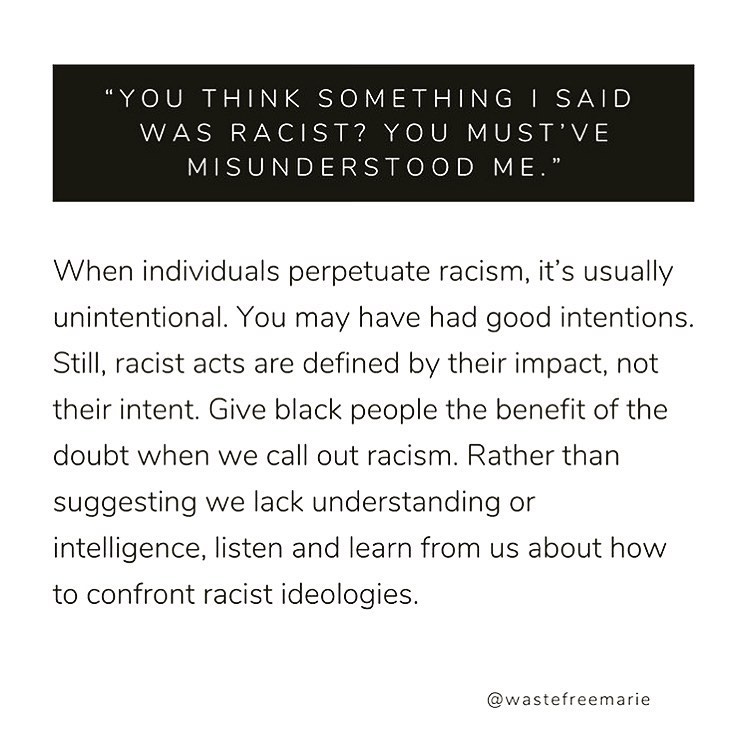 “YOU THINK SOMETHING I SAID
WAS RACIST? YOU MUST’VE
MISUNDERSTOOD ME.”
When individuals perpetuate racism, it’s usually
unintentional. You may have had good intentions.
Still, racist acts are defined by their impact, not
their intent. Give black people the benefit of the
doubt when we call out racism. Rather than
suggesting we lack understanding or
intelligence, listen and learn from us about how
to confront racist ideologies.
@wastefreemarie